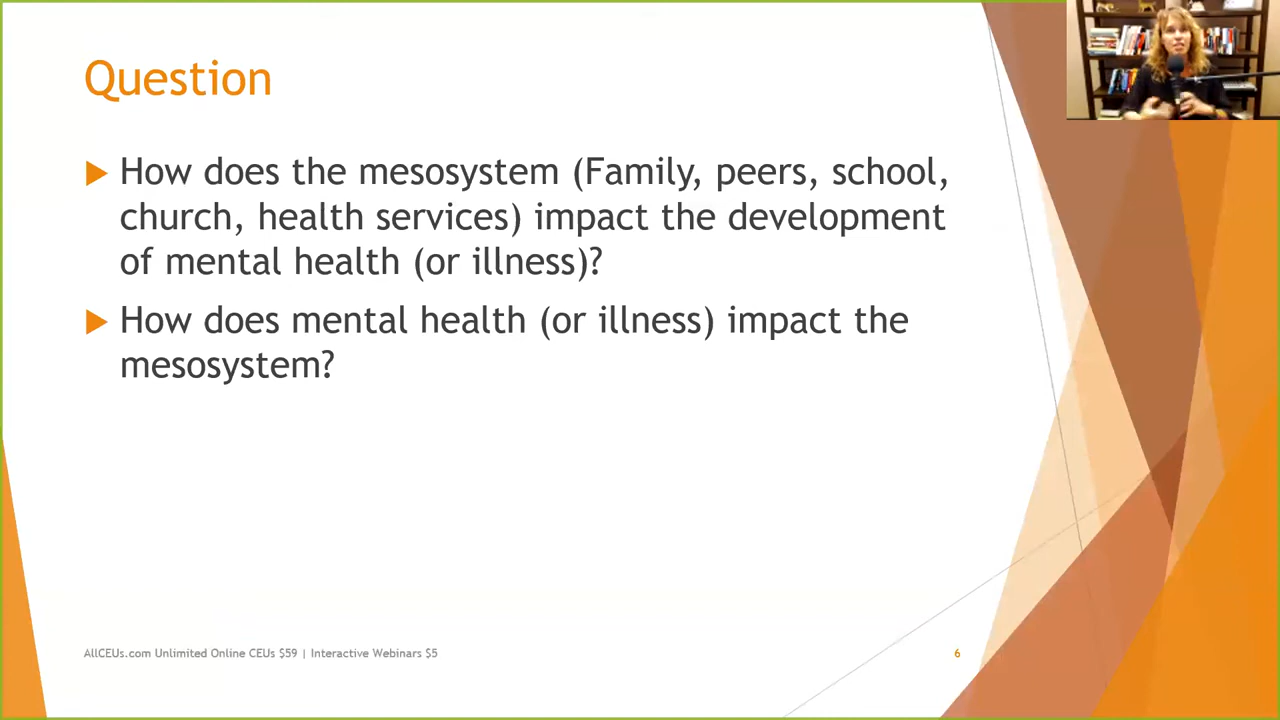 Question
How does the mesosystem (Family, peers, school,
church, health services) impact the development
of mental health (or illness)?
How does mental health (or illness) impact the
mesosystem?
AllCEUs.com Unlimited Online CEUs $59 | Interactive Webinars $5
6